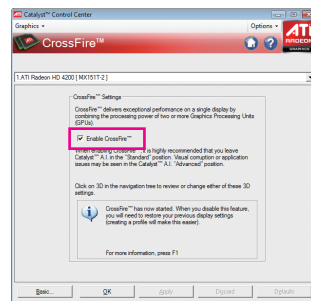 Catalyst™ Control Center
Graphics
Options
ATI
RADEON
GRAPHICS
CrossFire™
1.ATI Radeon HD 4200 [ MX151T-2 ]
CrossFire™ Settings
CrossFire™ delivers exceptional performance on a single display by
combining the processing power of two or more Graphics Processing Units
(GPUs).
Enable CrossFire™
When enabling CrossFire™, it is highly recommended that you leave
Catalyst™ A.I. in the "Standard" position. Visual corruption or application
issues may be seen in the Catalyst™ A.I. "Advanced" position.
Click on 3D in the navigation tree to review or change either of these 3D
settings.
CrossFire™ has now started. When you disable this feature,
you will need to restore your previous display settings
(creating a profile will make this easier).
For more information, press F1
Basic...
OK
Apply
Discard
Defaults